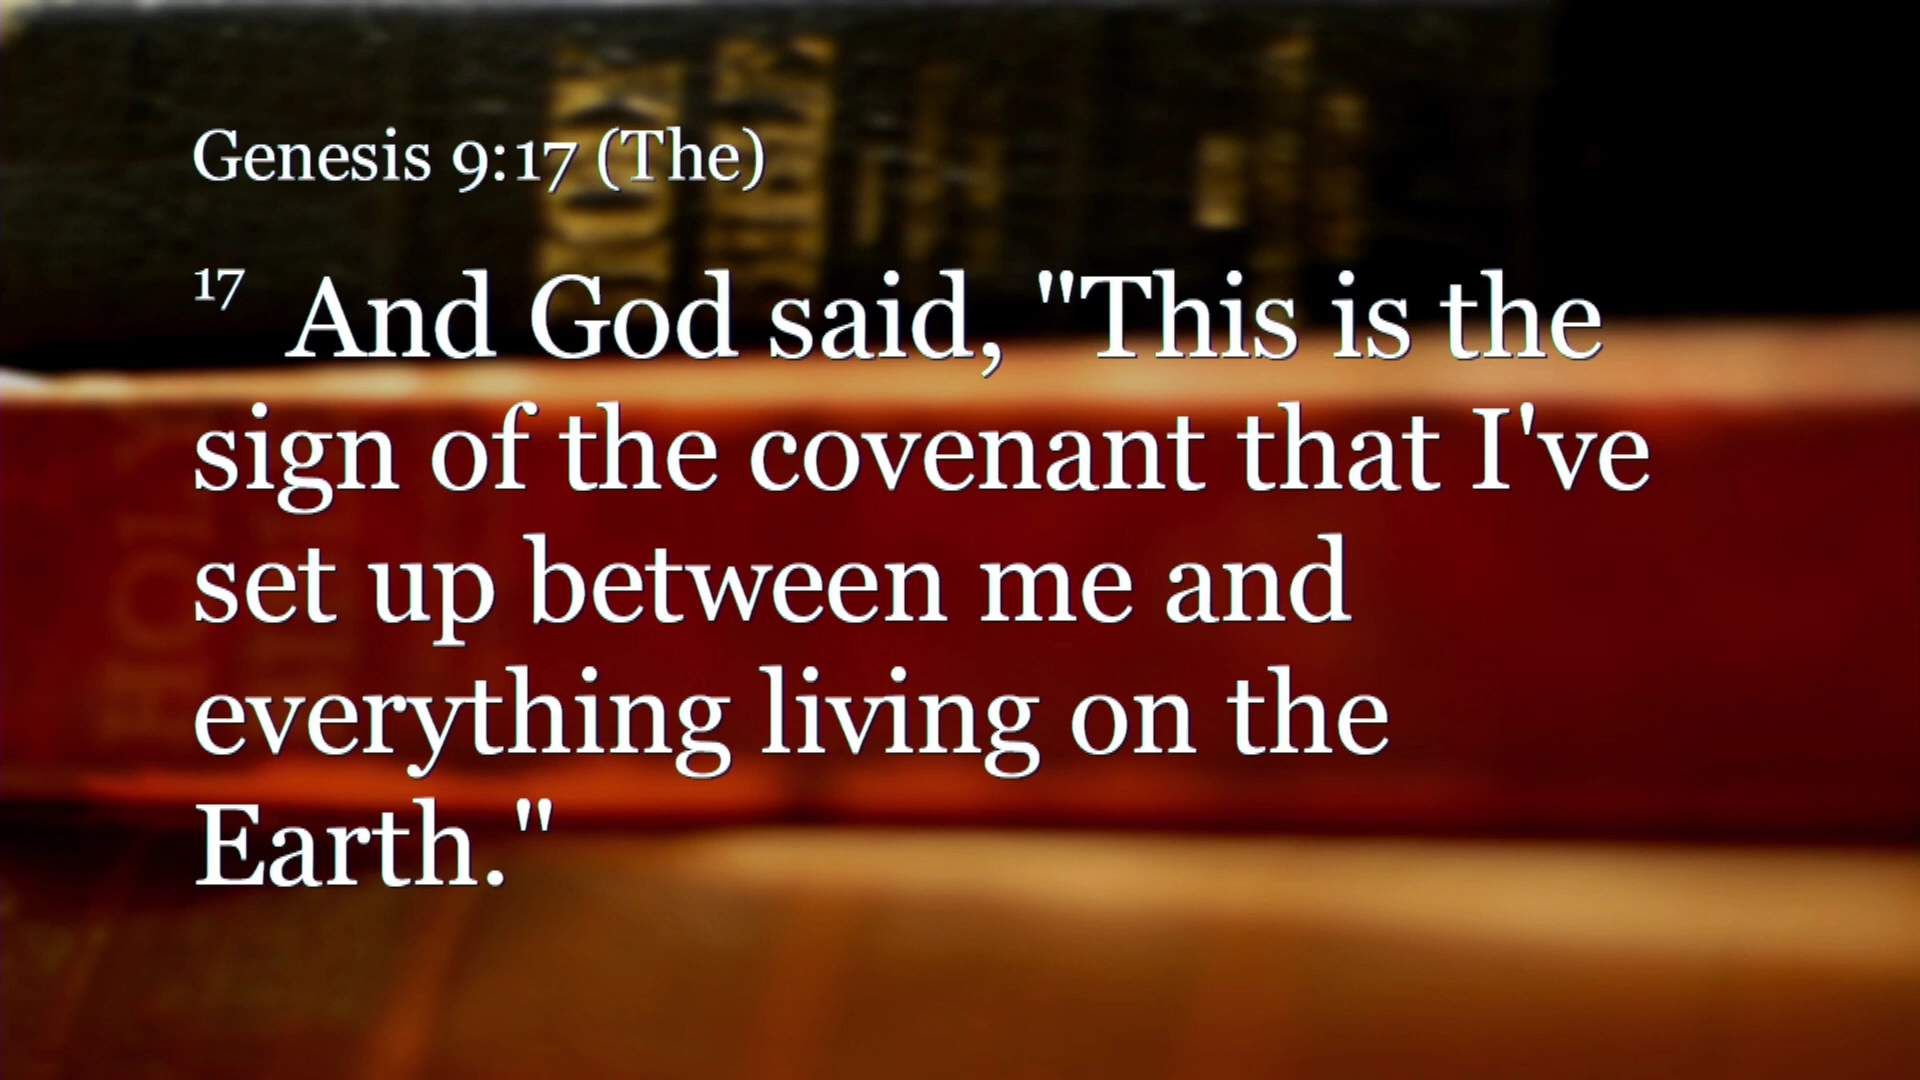 Genesis 9:17 (The)
17 And God said, "This is the
sign of the covenant that I've
set up between me and
everything living on the
Earth."
HOLY